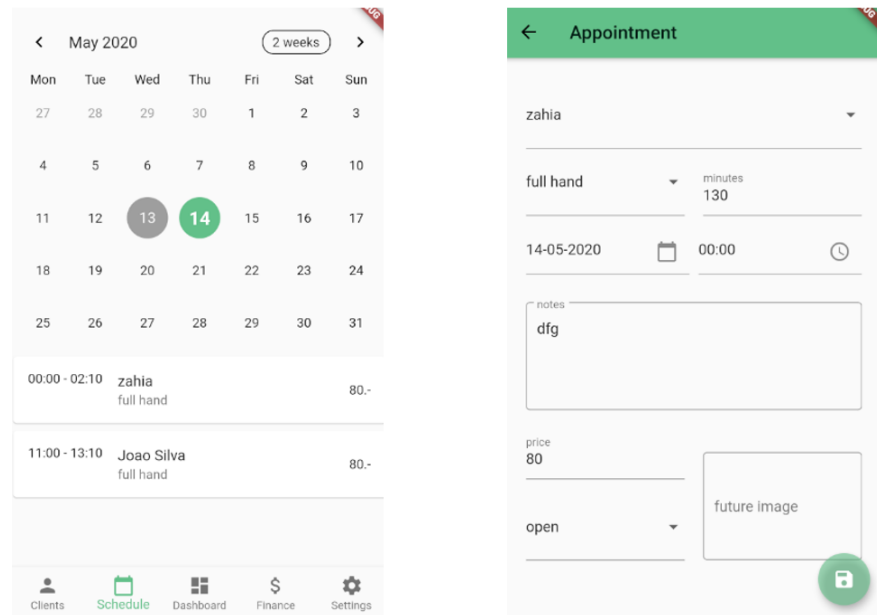 May 2020 2 weeks
Mon Tue Wed Thu Fri Sat Sun
27 28 29 30 1 2 3
4 5 6 7 8 9 10
11 12 13 14 15 16 17
18 19 20 21 22 23 24
25 26 27 28 29 30 31
00:00 - 02:10 zahia 80.-
full hand
11:00 - 13:10 Joao Silva 80.-
full hand
Clients Schedule Dashboard Finance Settings
Appointment
zahia
minutes
full hand 130
14-05-2020 00:00
notes
dfg
price
80
future image
open